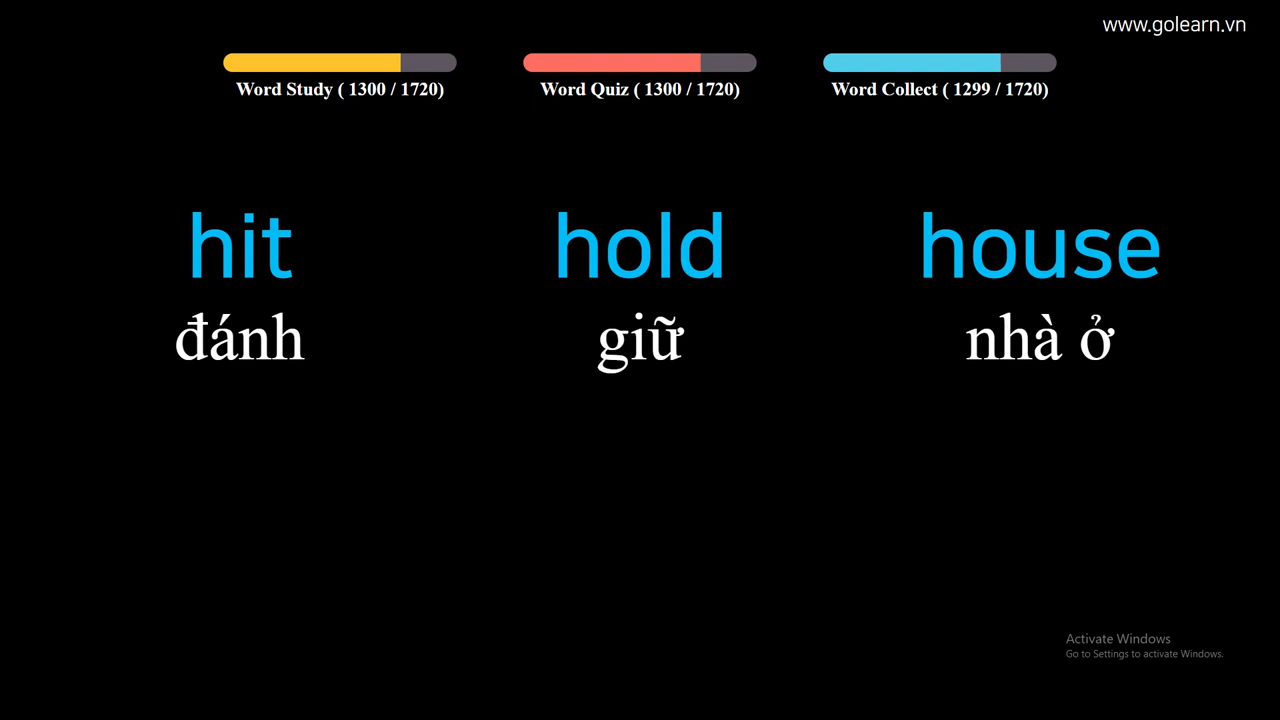 www.golearn.vn
Word Study ( 1300 / 1720)
Word Quiz ( 1300 / 1720)
Word Collect ( 1299 / 1720)
hit
hold
house
đánh
giữ
nhà ở
Activate Windows
Go to Settings to activate Windows.